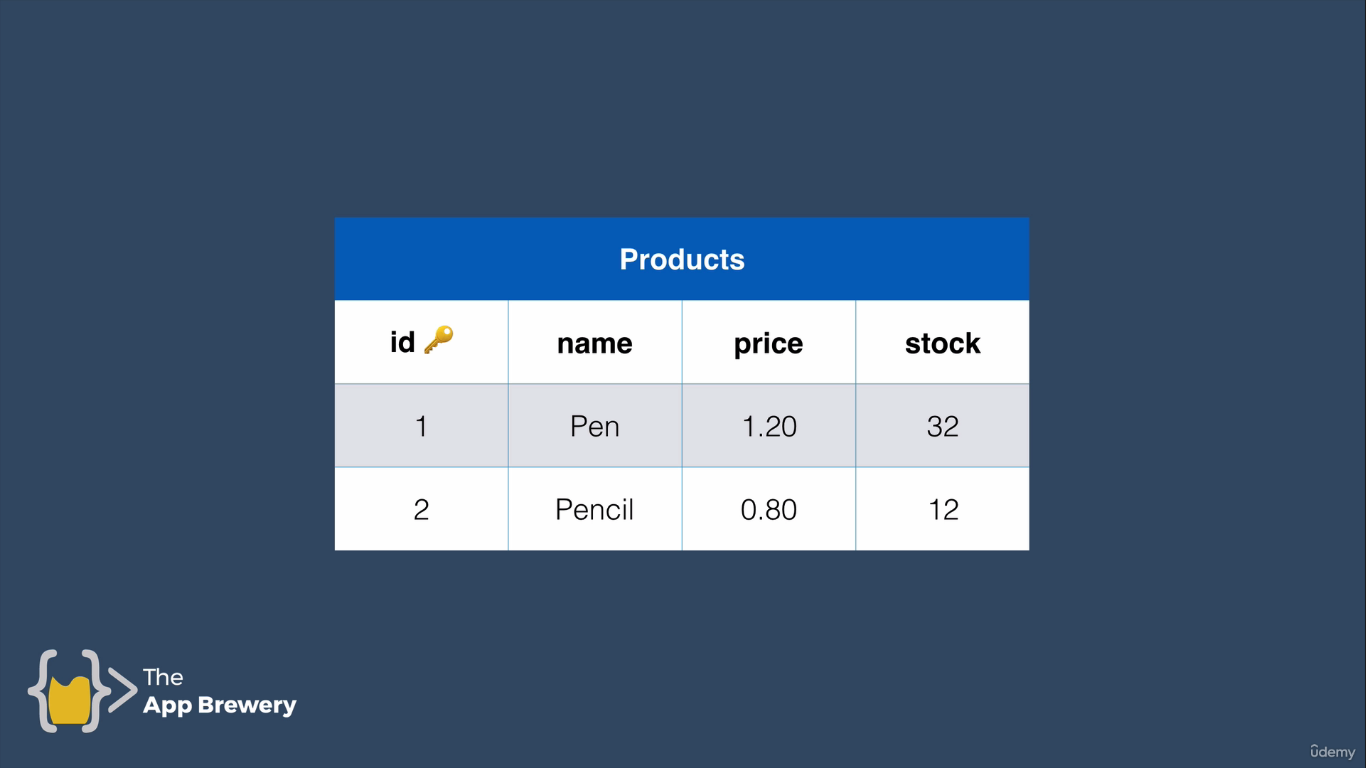 Products
id 🔑 name price stock
1 Pen 1.20 32
2 Pencil 0.80 12
The
App Brewery
ûdemy